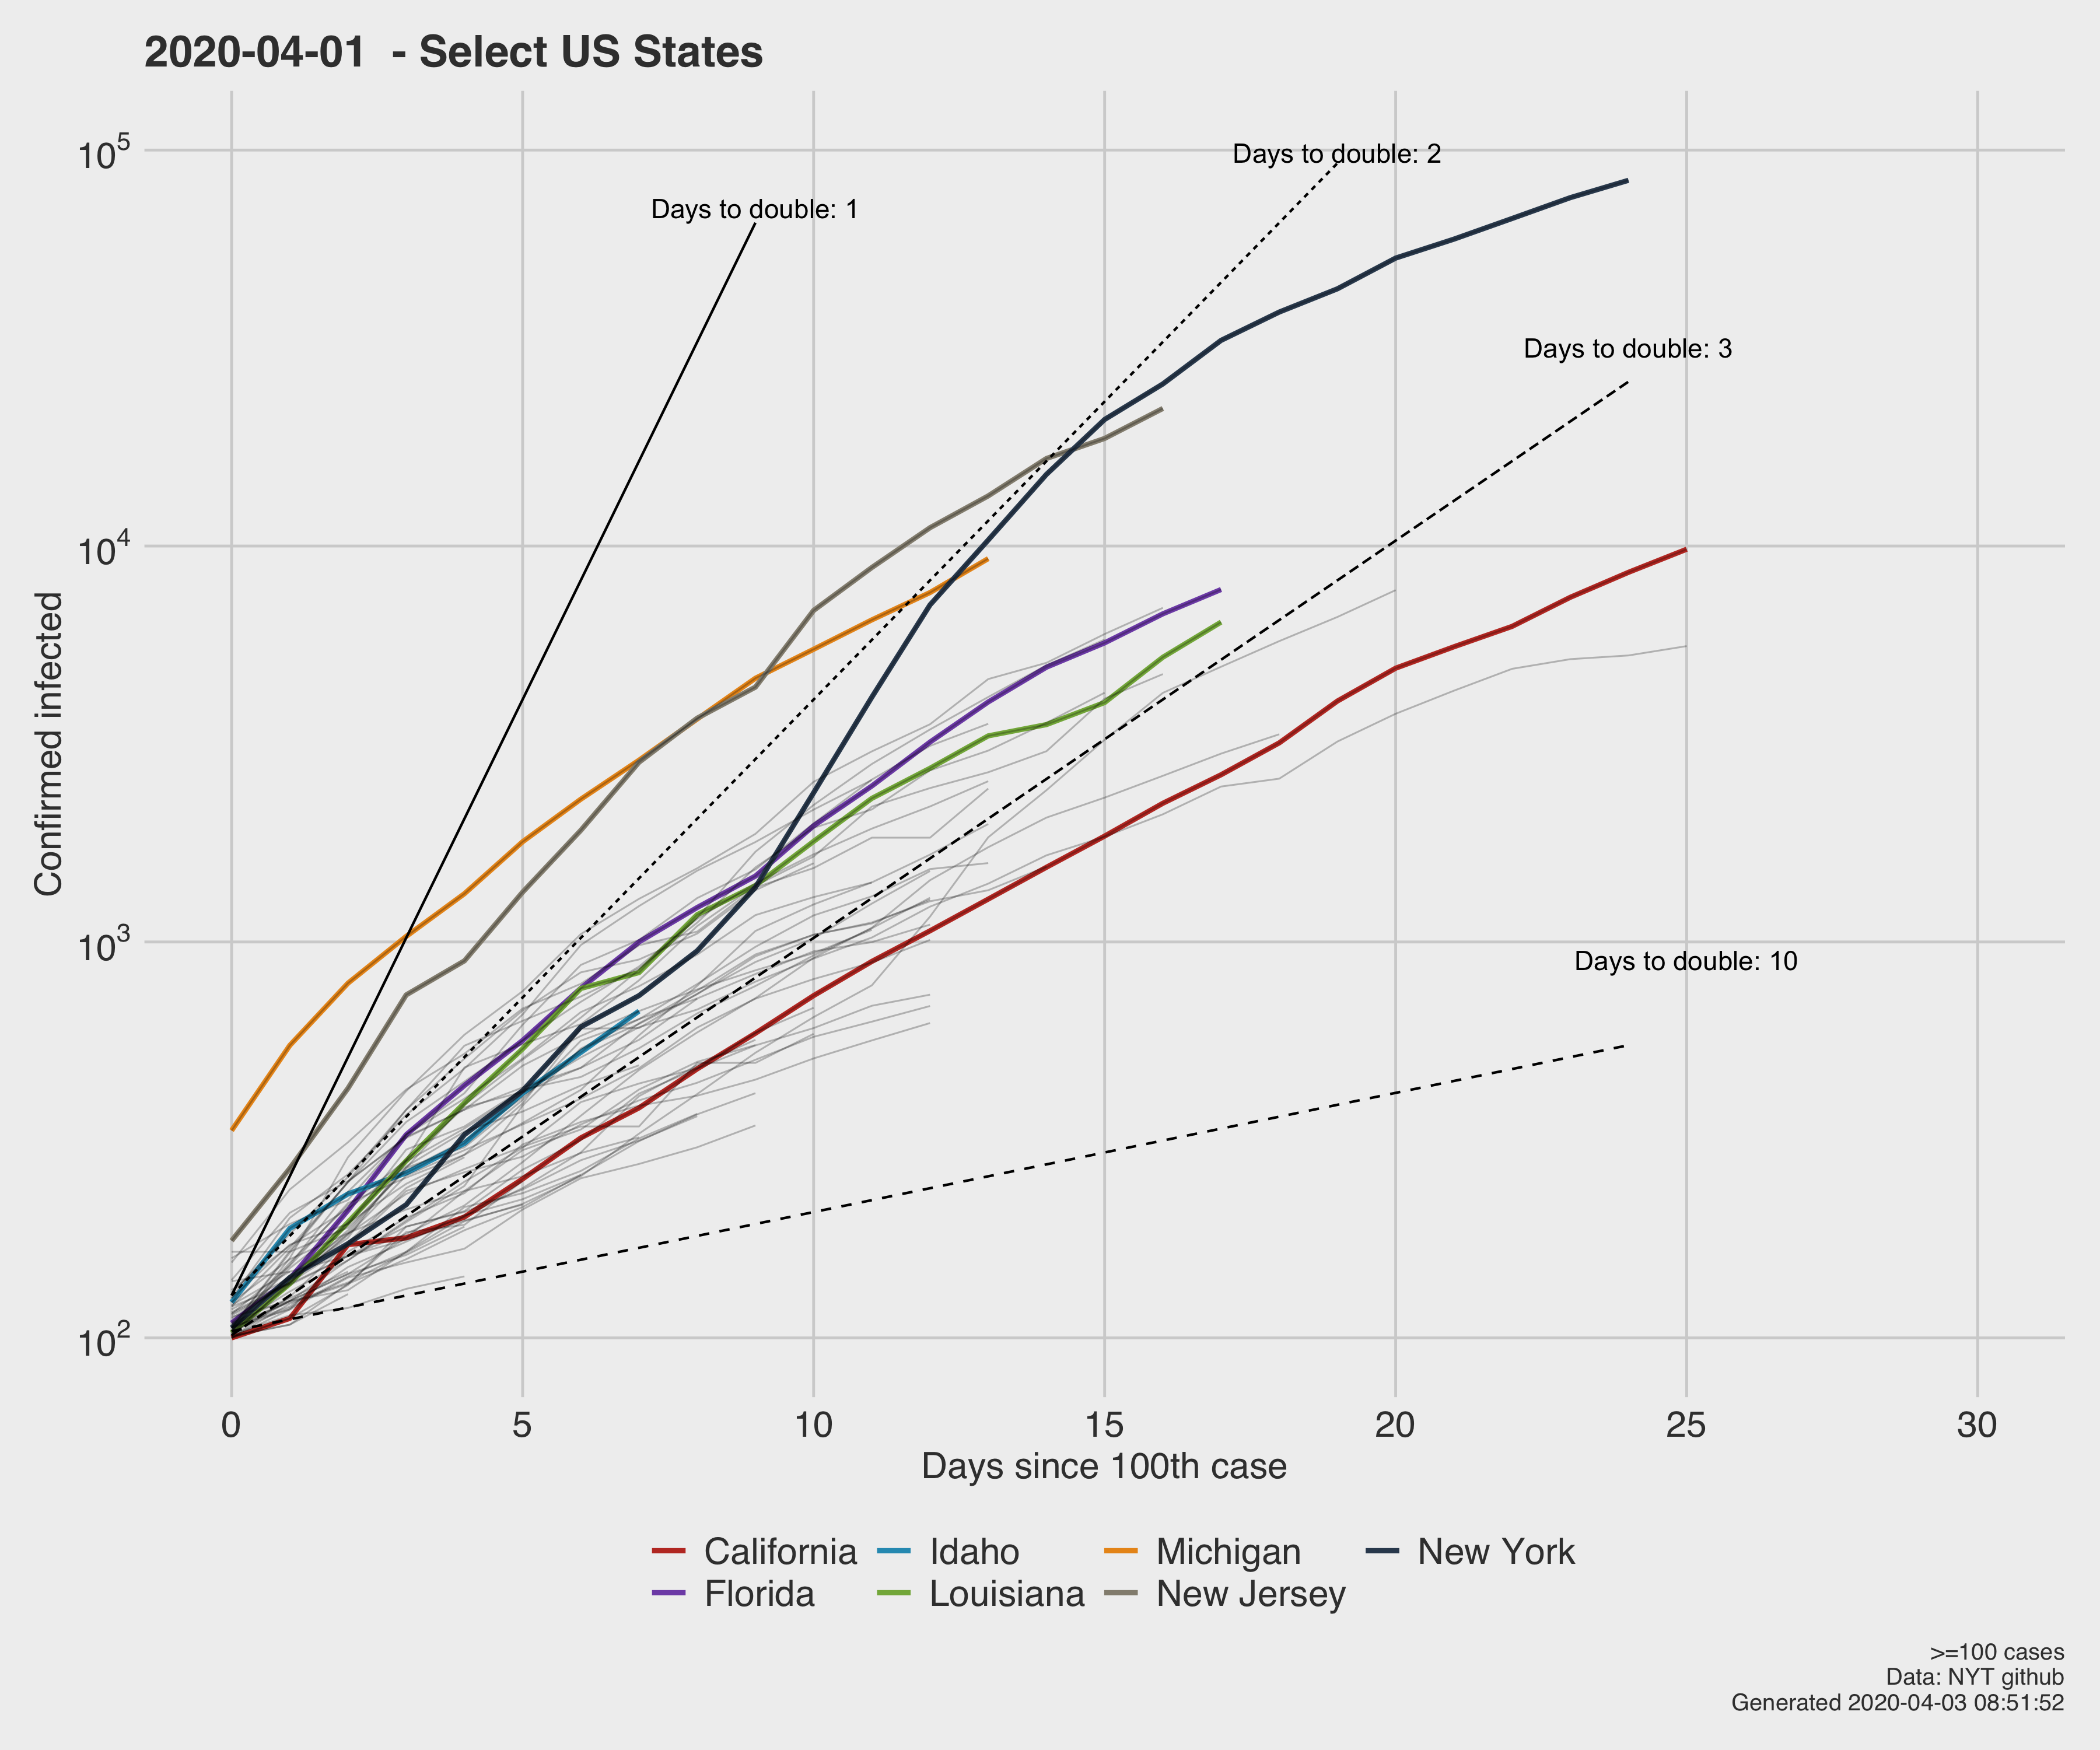 2020-04-01  - Select US States
10^5
10^4
10^3
10^2
Confirmed infected
Days to double: 1
Days to double: 2
Days to double: 3
Days to double: 10
0 5 10 15 20 25 30
Days since 100th case
California Idaho Michigan New York
Florida Louisiana New Jersey
>=100 cases
Data: NYT github
Generated 2020-04-03 08:51:52